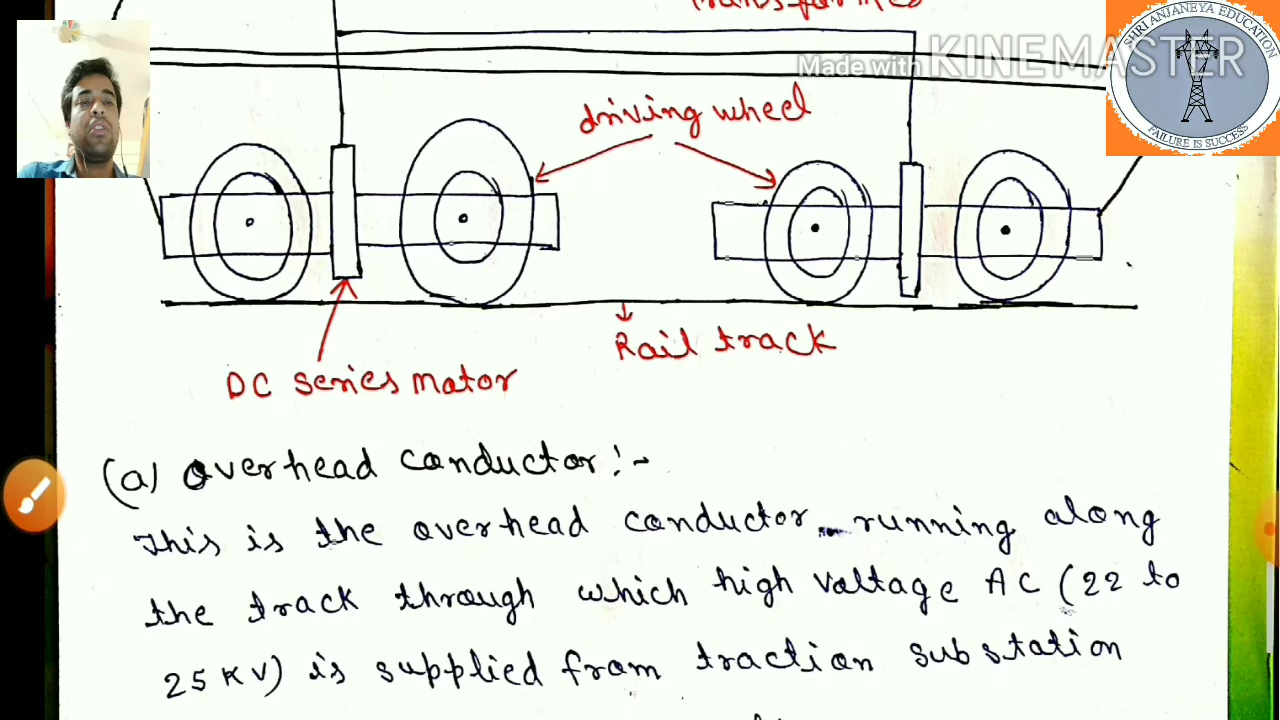 Transformer
Made with KINEMASTER
SHRI ANJANEYA EDUCATION
FAILURE IS SUCCESS
driving wheel
Rail track
DC series motor
(a) overhead conductor :-
This is the overhead conductor running along
the track through which high voltage AC (22 to
25 KV) is supplied from traction substation